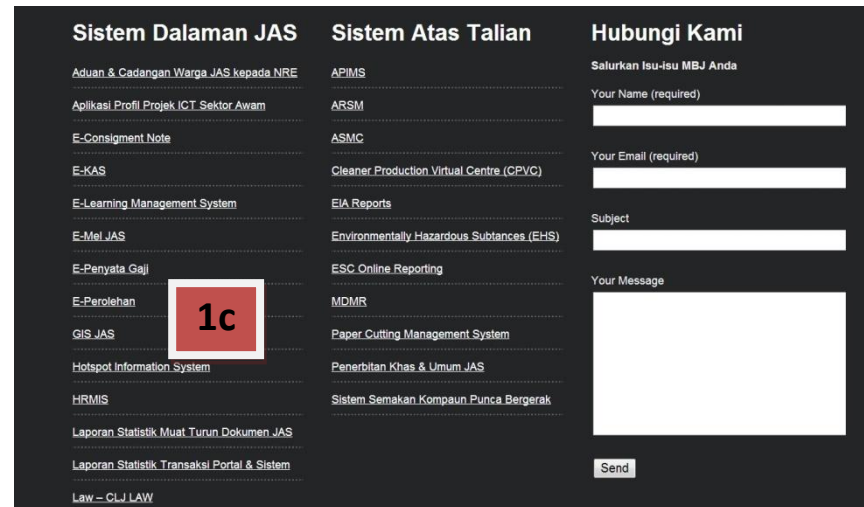 Sistem Dalaman JAS
Aduan & Cadangan Warga JAS kepada NRE
Aplikasi Profil Projek ICT Sektor Awam
E-Consigment Note
E-KAS
E-Learning Management System
E-Mel JAS
E-Penyata Gaji
E-Perolehan
1c
GIS JAS
Hotspot Information System
HRMIS
Laporan Statistik Muat Turun Dokumen JAS
Laporan Statistik Transaksi Portal & Sistem
Law – CLJ LAW
Sistem Atas Talian
APIMS
ARSM
ASMC
Cleaner Production Virtual Centre (CPVC)
EIA Reports
Environmentally Hazardous Subtances (EHS)
ESC Online Reporting
MDMR
Paper Cutting Management System
Penerbitan Khas & Umum JAS
Sistem Semakan Kompaun Punca Bergerak
Hubungi Kami
Salurkan Isu-isu MBJ Anda
Your Name (required)
Your Email (required)
Subject
Your Message
Send